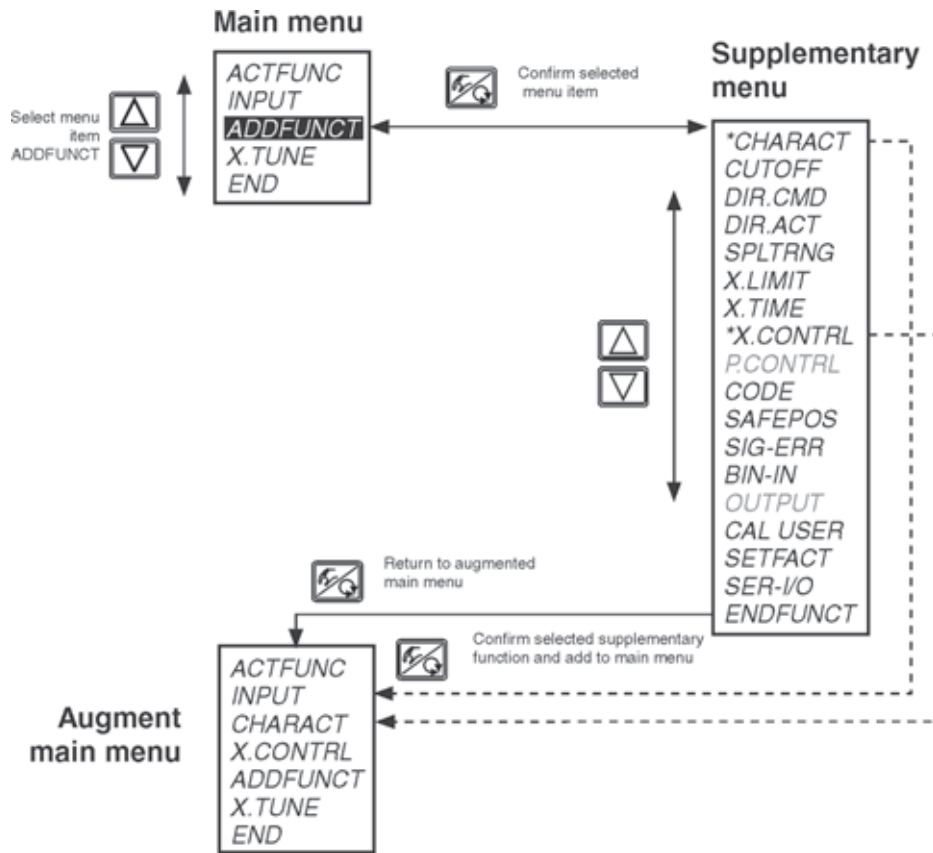 Main menu
ACTFUNC
INPUT
ADDFUNCT
X.TUNE
END
Select menu
item
ADDFUNCT
Confirm selected
menu item
Supplementary
menu
*CHARACT
CUTOFF
DIR.CMD
DIR.ACT
SPLTRNG
X.LIMIT
X.TIME
*X.CONTRL
P.CONTRL
CODE
SAFEPOS
SIG-ERR
BIN-IN
OUTPUT
CAL USER
SETFACT
SER-I/O
ENDFUNCT
Return to augmented
main menu
Confirm selected supplementary
function and add to main menu
Augment
main menu
ACTFUNC
INPUT
CHARACT
X.CONTRL
ADDFUNCT
X.TUNE
END